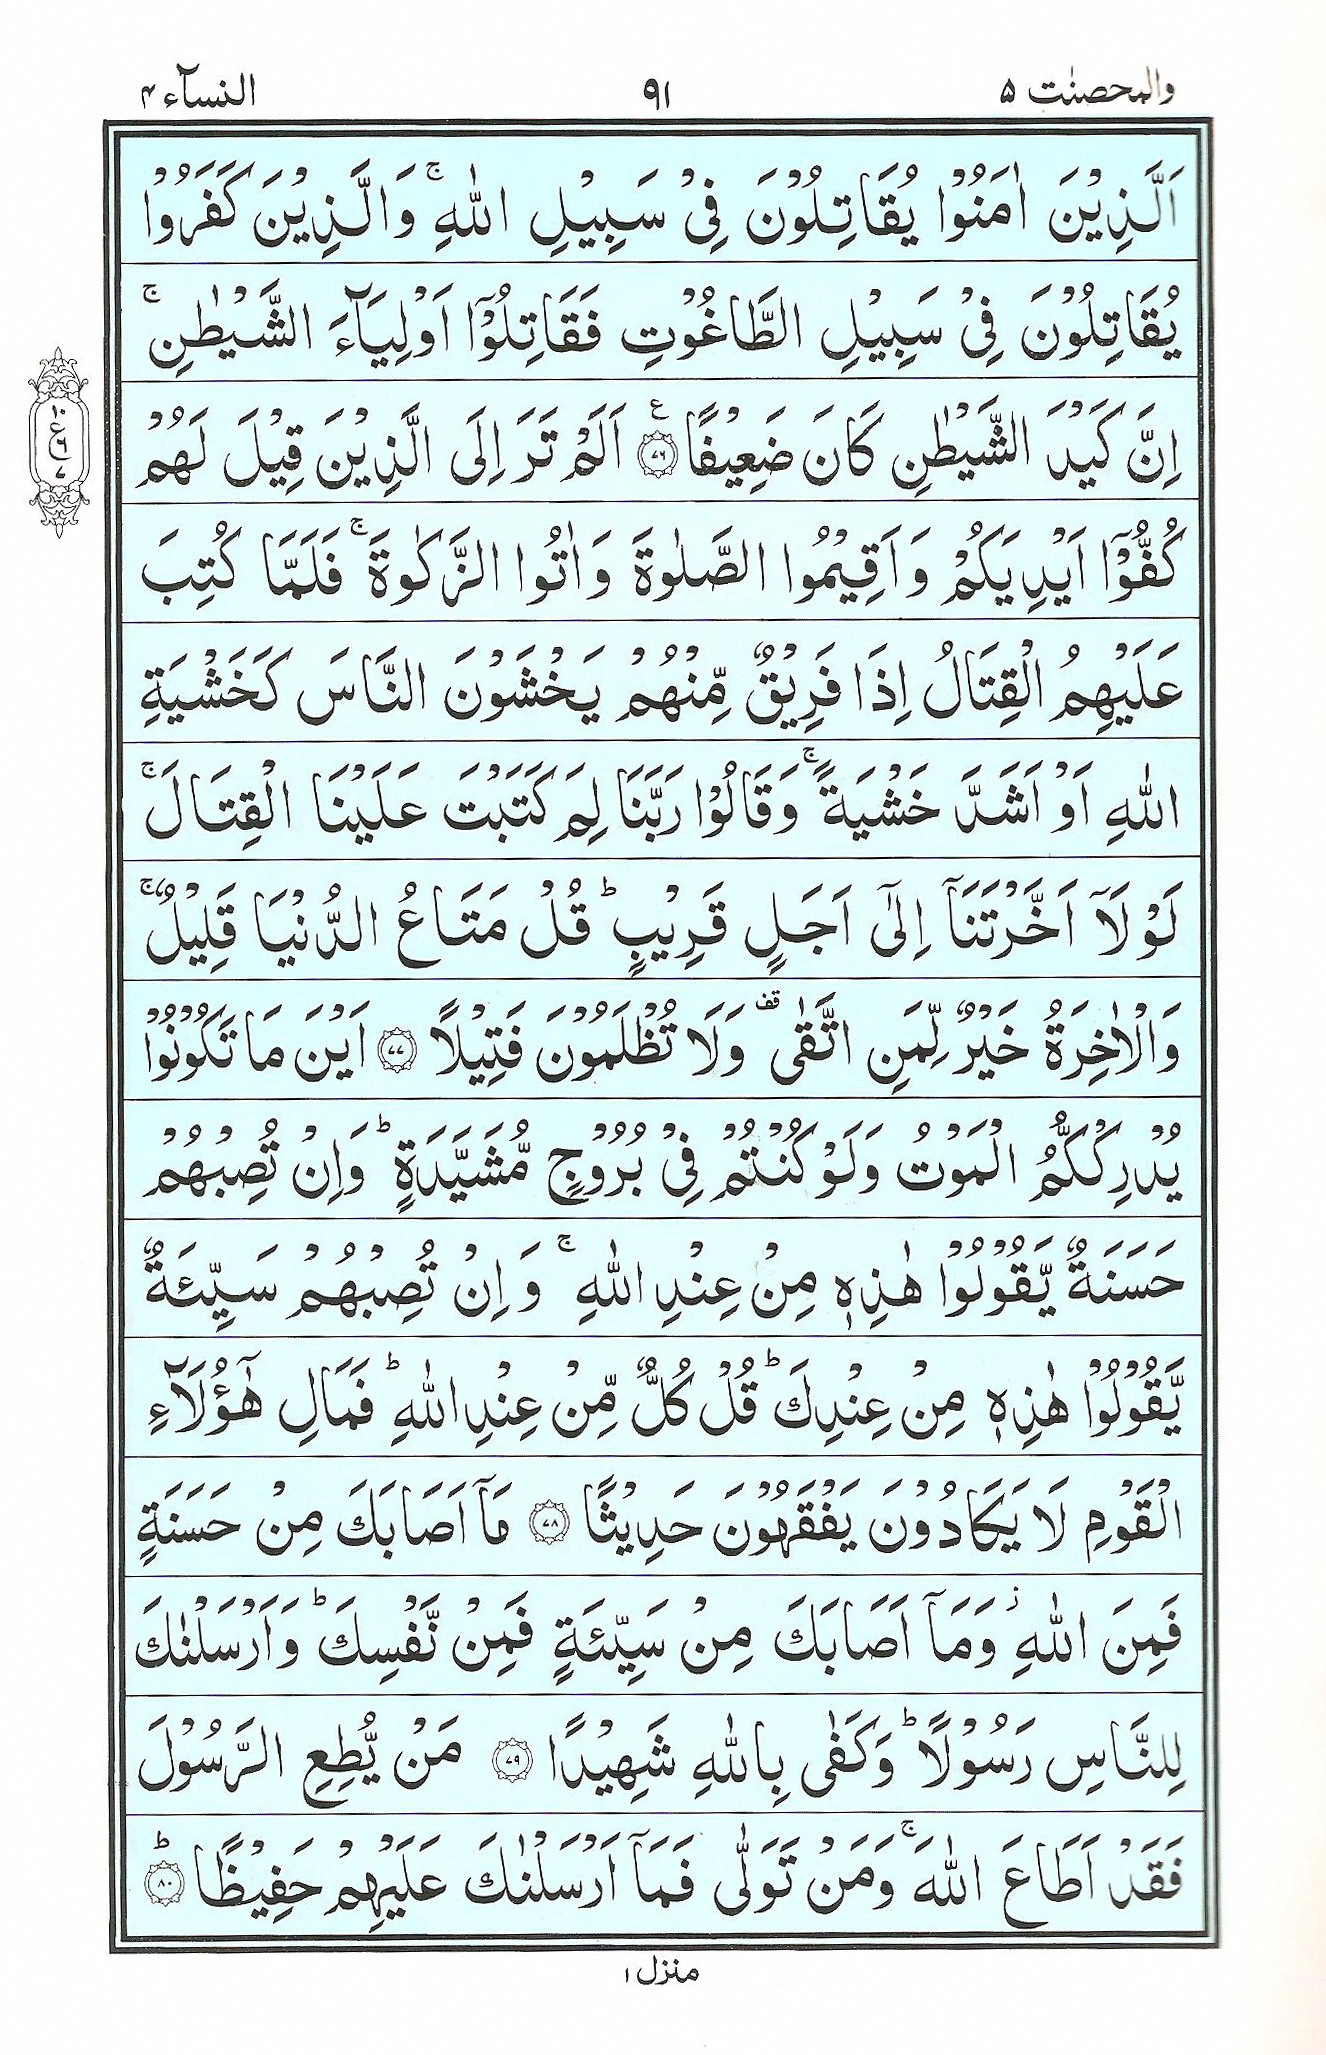 والمحصنٰت ٥ ٩١ النسآء ٤
اَلَّذِيْنَ اٰمَنُوْا يُقَاتِلُوْنَ فِىْ سَبِيْلِ اللّٰهِ ۚ وَالَّذِيْنَ كَفَرُوْا
يُقَاتِلُوْنَ فِىْ سَبِيْلِ الطَّاغُوْتِ فَقَاتِلُوْۤا اَوْلِيَآءَ الشَّيْطٰنِ ۚ
اِنَّ كَيْدَ الشَّيْطٰنِ كَانَ ضَعِيْفًا ﴿٧٦﴾ ع اَلَمْ تَرَ اِلَى الَّذِيْنَ قِيْلَ لَهُمْ
١٠ ع ٦ ٧
كُفُّوْۤا اَيْدِيَكُمْ وَاَقِيْمُوا الصَّلٰوةَ وَاٰتُوا الزَّكٰوةَ ۚ فَلَمَّا كُتِبَ
عَلَيْهِمُ الْقِتَالُ اِذَا فَرِيْقٌ مِّنْهُمْ يَخْشَوْنَ النَّاسَ كَخَشْيَةِ
اللّٰهِ اَوْ اَشَدَّ خَشْيَةً ۚ وَقَالُوْا رَبَّنَا لِمَ كَتَبْتَ عَلَيْنَا الْقِتَالَ ۚ
لَوْلَاۤ اَخَّرْتَنَاۤ اِلٰٓى اَجَلٍ قَرِيْبٍ ؕ قُلْ مَتَاعُ الدُّنْيَا قَلِيْلٌ ۚ
وَالْاٰخِرَةُ خَيْرٌ لِّمَنِ اتَّقٰى قف وَلَا تُظْلَمُوْنَ فَتِيْلًا ﴿٧٧﴾ اَيْنَ مَا تَكُوْنُوْا
يُدْرِكْكُّمُ الْمَوْتُ وَلَوْ كُنْتُمْ فِىْ بُرُوْجٍ مُّشَيَّدَةٍ ؕ وَاِنْ تُصِبْهُمْ
حَسَنَةٌ يَّقُوْلُوْا هٰذِهٖ مِنْ عِنْدِ اللّٰهِ ۚ وَاِنْ تُصِبْهُمْ سَيِّئَةٌ
يَّقُوْلُوْا هٰذِهٖ مِنْ عِنْدِكَ ؕ قُلْ كُلٌّ مِّنْ عِنْدِ اللّٰهِ ؕ فَمَالِ هٰۤؤُلَآءِ
الْقَوْمِ لَا يَكَادُوْنَ يَفْقَهُوْنَ حَدِيْثًا ﴿٧٨﴾ مَاۤ اَصَابَكَ مِنْ حَسَنَةٍ
فَمِنَ اللّٰهِ ز وَمَاۤ اَصَابَكَ مِنْ سَيِّئَةٍ فَمِنْ نَّفْسِكَ ؕ وَاَرْسَلْنٰكَ
لِلنَّاسِ رَسُوْلًا ؕ وَكَفٰى بِاللّٰهِ شَهِيْدًا ﴿٧٩﴾ مَنْ يُّطِعِ الرَّسُوْلَ
فَقَدْ اَطَاعَ اللّٰهَ ۚ وَمَنْ تَوَلّٰى فَمَاۤ اَرْسَلْنٰكَ عَلَيْهِمْ حَفِيْظًا ؕ ﴿٨٠﴾
منزل ١